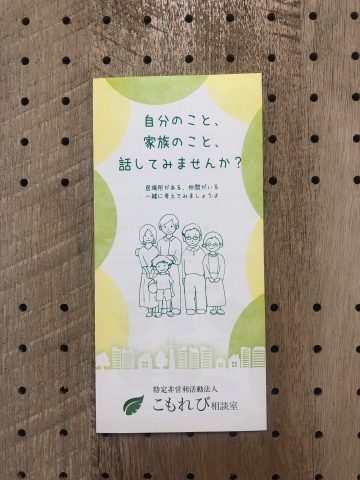 自分のこと、
家族のこと、
話してみませんか?
居場所がある、仲間がいる
一緒に考えてみましょうよ
特定非営利活動法人
こもれび相談室